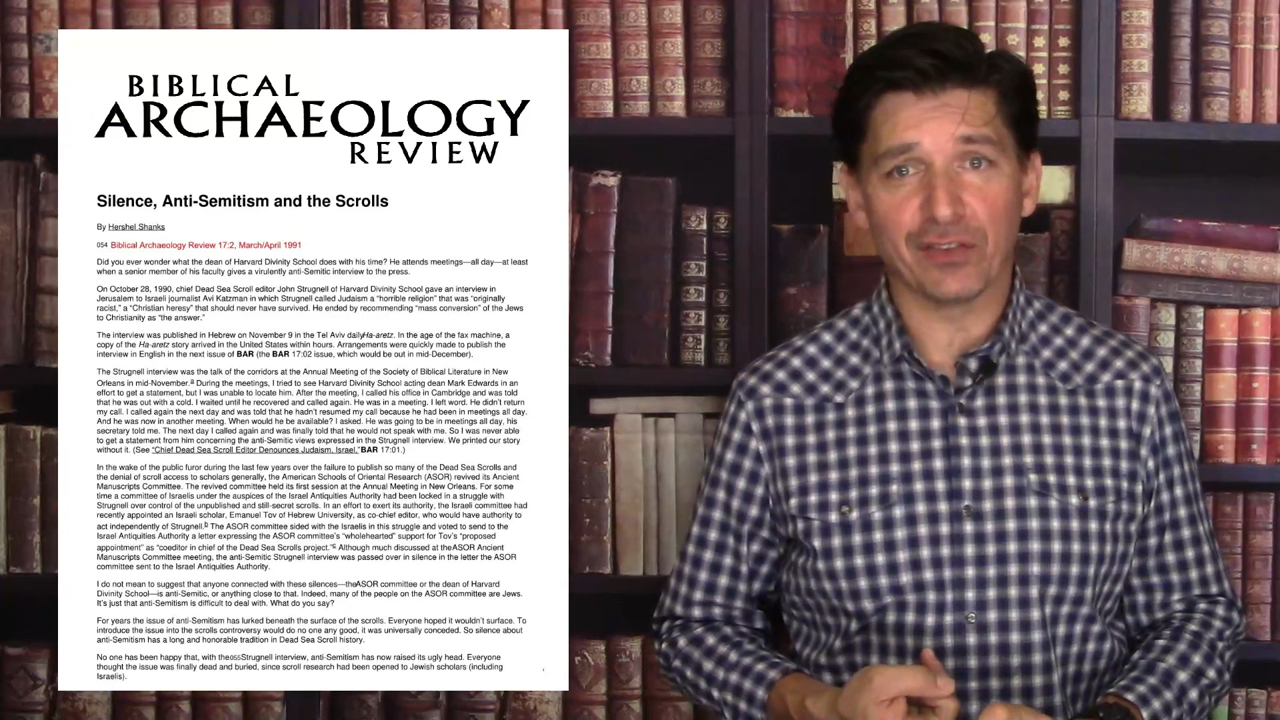 BIBLICAL
ARCHAEOLOGY
REVIEW
Silence, Anti-Semitism and the Scrolls
By Hershel Shanks
054 Biblical Archaeology Review 17:2, March/April 1991
Did you ever wonder what the dean of Harvard Divinity School does with his time? He attends meetings—all day—at least
when a senior member of his faculty gives a virulently anti-Semitic interview to the press.
On October 28, 1990, chief Dead Sea Scroll editor John Strugnell of Harvard Divinity School gave an interview in
Jerusalem to Israeli journalist Avi Katzman in which Strugnell called Judaism a “horrible religion” that was “originally
racist,” a “Christian heresy” that should never have survived. He ended by recommending “mass conversion” of the Jews
to Christianity as “the answer.”
The interview was published in Hebrew on November 9 in the Tel Aviv dailyHa-aretz. In the age of the fax machine, a
copy of the Ha-aretz story arrived in the United States within hours. Arrangements were quickly made to publish the
interview in English in the next issue of BAR (the BAR 17:02 issue, which would be out in mid-December).
The Strugnell interview was the talk of the corridors at the Annual Meeting of the Society of Biblical Literature in New
Orleans in mid-November.a During the meetings, I tried to see Harvard Divinity School acting dean Mark Edwards in an
effort to get a statement, but I was unable to locate him. After the meeting, I called his office in Cambridge and was told
that he was out with a cold. I waited until he recovered and called again. He was in a meeting. I left word. He didn’t return
my call. I called again the next day and was told that he hadn’t resumed my call because he had been in meetings all day.
And he was now in another meeting. When would he be available? I asked. He was going to be in meetings all day, his
secretary told me. The next day I called again and was finally told that he would not speak with me. So I was never able
to get a statement from him concerning the anti-Semitic views expressed in the Strugnell interview. We printed our story
without it. (See “Chief Dead Sea Scroll Editor Denounces Judaism, Israel,”BAR 17:01.)
In the wake of the public furor during the last few years over the failure to publish so many of the Dead Sea Scrolls and
the denial of scroll access to scholars generally, the American Schools of Oriental Research (ASOR) revived its Ancient
Manuscripts Committee. The revived committee held its first session at the Annual Meeting in New Orleans. For some
time a committee of Israelis under the auspices of the Israel Antiquities Authority had been locked in a struggle with
Strugnell over control of the unpublished and still-secret scrolls. In an effort to exert its authority, the Israeli committee had
recently appointed an Israeli scholar, Emanuel Tov of Hebrew University, as co-chief editor, who would have authority to
act independently of Strugnell.b The ASOR committee sided with the Israelis in this struggle and voted to send to the
Israel Antiquities Authority a letter expressing the ASOR committee’s “wholehearted” support for Tov’s “proposed
appointment” as “coeditor in chief of the Dead Sea Scrolls project.”c Although much discussed at theASOR Ancient
Manuscripts Committee meeting, the anti-Semitic Strugnell interview was passed over in silence in the letter the ASOR
committee sent to the Israel Antiquities Authority.
I do not mean to suggest that anyone connected with these silences—theASOR committee or the dean of Harvard
Divinity School—is anti-Semitic, or anything close to that. Indeed, many of the people on the ASOR committee are Jews.
It’s just that anti-Semitism is difficult to deal with. What do you say?
For years the issue of anti-Semitism has lurked beneath the surface of the scrolls. Everyone hoped it wouldn’t surface. To
introduce the issue into the scrolls controversy would do no one any good, it was universally conceded. So silence about
anti-Semitism has a long and honorable tradition in Dead Sea Scroll history.
No one has been happy that, with the055Strugnell interview, anti-Semitism has now raised its ugly head. Everyone
thought the issue was finally dead and buried, since scroll research had been opened to Jewish scholars (including
Israelis).